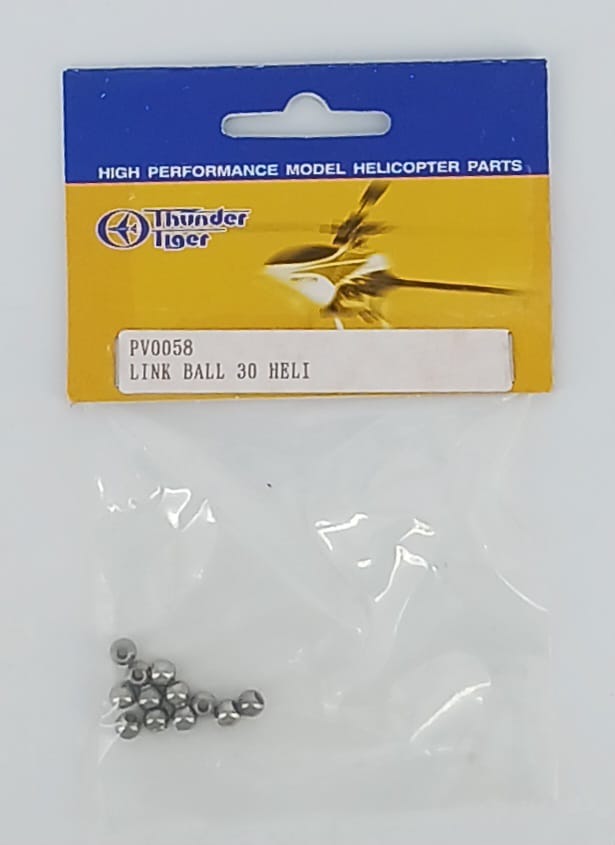 HIGH PERFORMANCE MODEL HELICOPTER PARTS
Thunder
Tiger
PV0058
LINK BALL 30 HELI